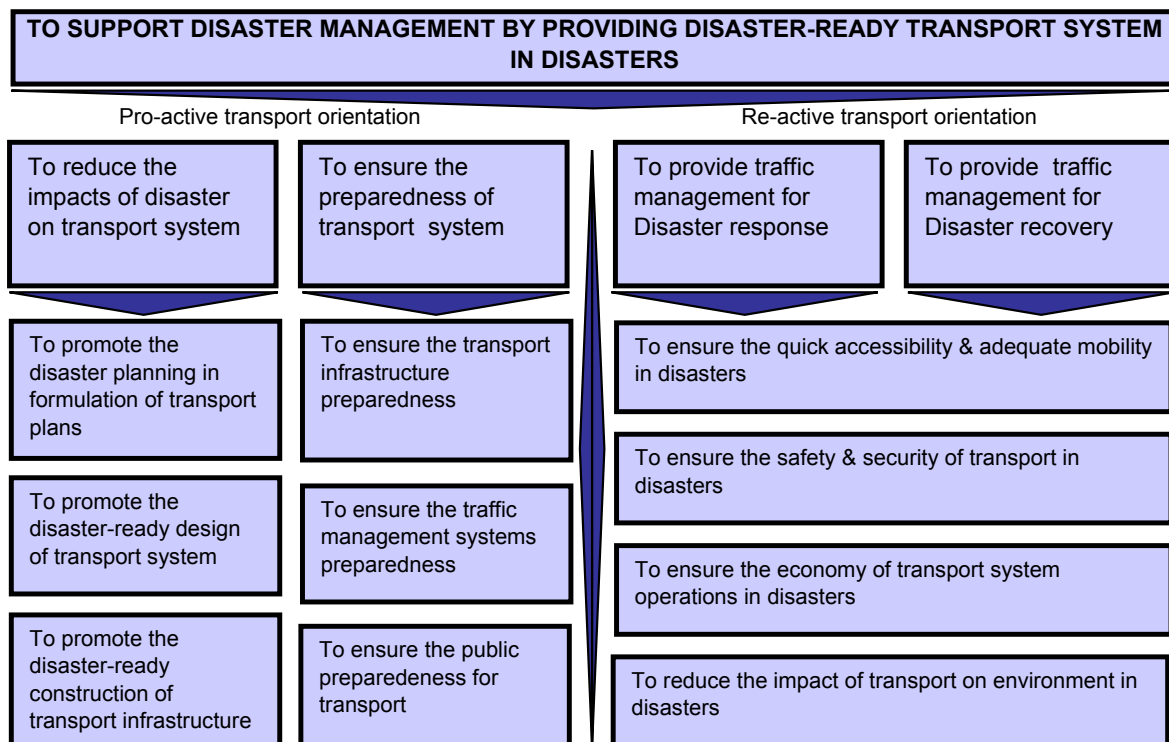 TO SUPPORT DISASTER MANAGEMENT BY PROVIDING DISASTER-READY TRANSPORT SYSTEM
IN DISASTERS
Pro-active transport orientation
Re-active transport orientation
To reduce the
impacts of disaster
on transport system
To ensure the
preparedness of
transport system
To provide traffic
management for
Disaster response
To provide traffic
management for
Disaster recovery
To promote the
disaster planning in
formulation of transport
plans
To ensure the transport
infrastructure
preparedness
To ensure the quick accessibility & adequate mobility
in disasters
To promote the
disaster-ready design
of transport system
To ensure the traffic
management systems
preparedness
To ensure the safety & security of transport in
disasters
To ensure the economy of transport system
operations in disasters
To promote the
disaster-ready
construction of
transport infrastructure
To ensure the public
preparedeness for
transport
To reduce the impact of transport on environment in
disasters